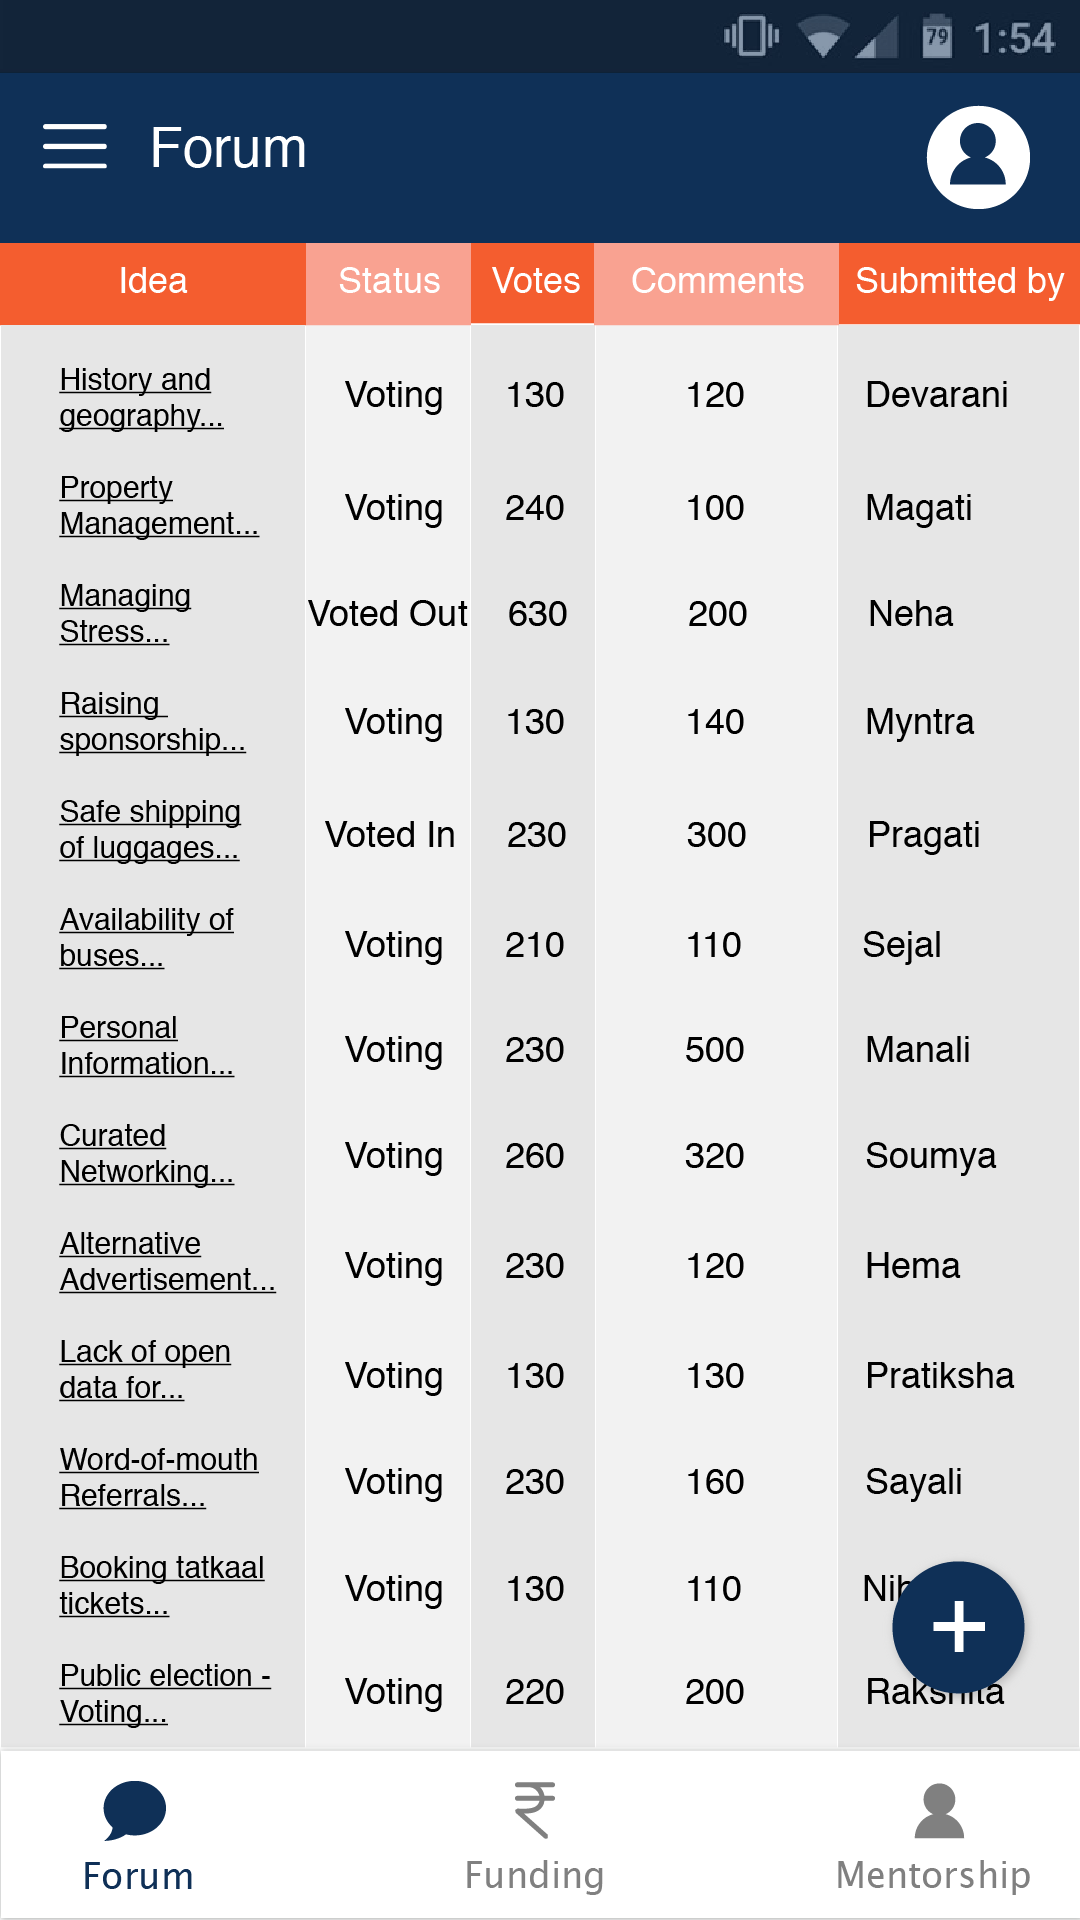 79 1:54
Forum
Idea Status Votes Comments Submitted by
History and
geography... Voting 130 120 Devarani
Property
Management... Voting 240 100 Magati
Managing
Stress... Voted Out 630 200 Neha
Raising
sponsorship... Voting 130 140 Myntra
Safe shipping
of luggages... Voted In 230 300 Pragati
Availability of
buses... Voting 210 110 Sejal
Personal
Information... Voting 230 500 Manali
Curated
Networking... Voting 260 320 Soumya
Alternative
Advertisement... Voting 230 120 Hema
Lack of open
data for... Voting 130 130 Pratiksha
Word-of-mouth
Referrals... Voting 230 160 Sayali
Booking tatkaal
tickets... Voting 130 110
Public election -
Voting... Voting 220 200 Rakshita
Forum Funding Mentorship